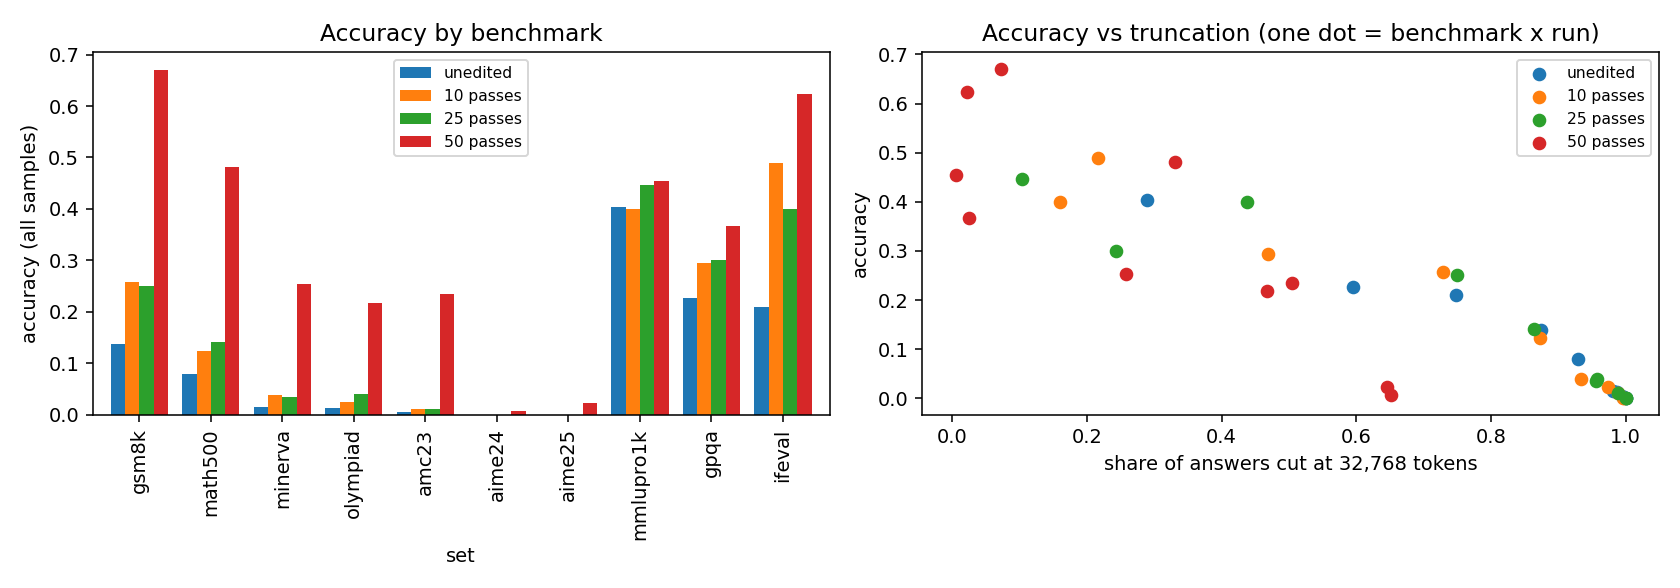 Accuracy by benchmark
accuracy (all samples)
0.7
0.6
0.5
0.4
0.3
0.2
0.1
0.0
unedited
10 passes
25 passes
50 passes
gsm8k
math500
minerva
olympiad
amc23
aime24
aime25
mmlupro1k
gpqa
ifeval
set
Accuracy vs truncation (one dot = benchmark x run)
accuracy
0.7
0.6
0.5
0.4
0.3
0.2
0.1
0.0
unedited
10 passes
25 passes
50 passes
0.0 0.2 0.4 0.6 0.8 1.0
share of answers cut at 32,768 tokens